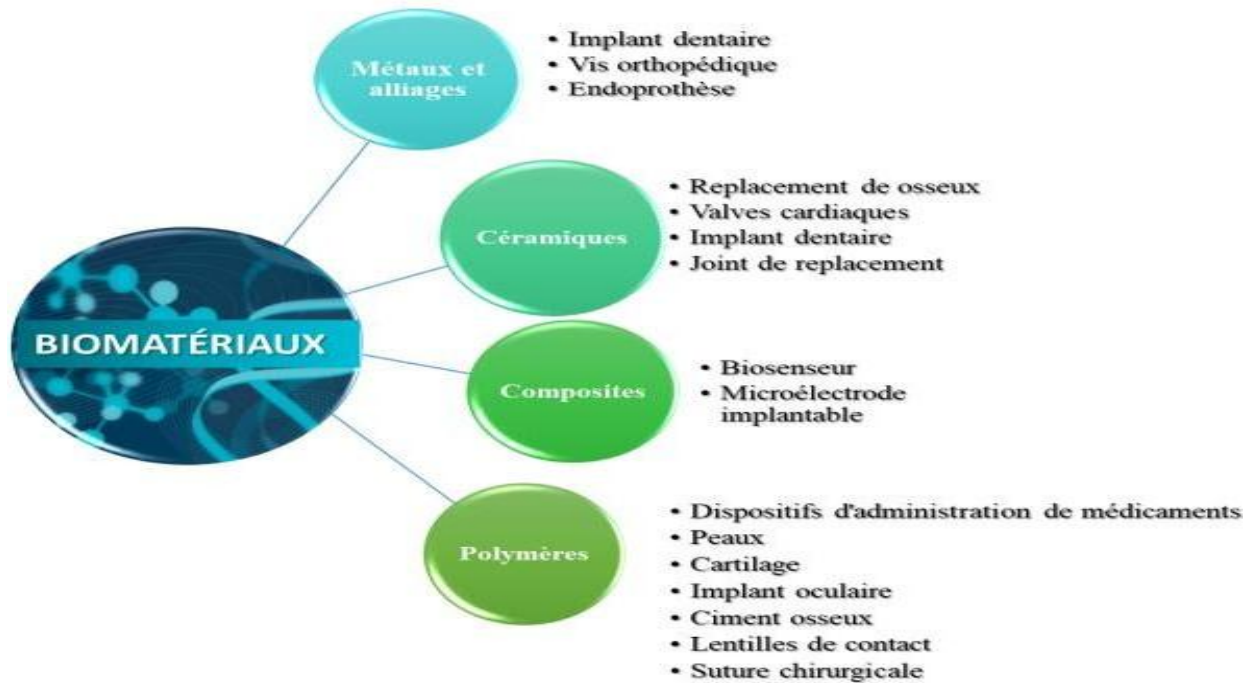 Métaux et
alliages
• Implant dentaire
• Vis orthopédique
• Endoprothèse
Céramiques
• Replacement de osseux
• Valves cardiaques
• Implant dentaire
• Joint de replacement
BIOMATÉRIAUX
Composites
• Biosenseur
• Microélectrode
implantable
Polymères
• Dispositifs d'administration de médicaments
• Peaux
• Cartilage
• Implant oculaire
• Ciment osseux
• Lentilles de contact
• Suture chirurgicale